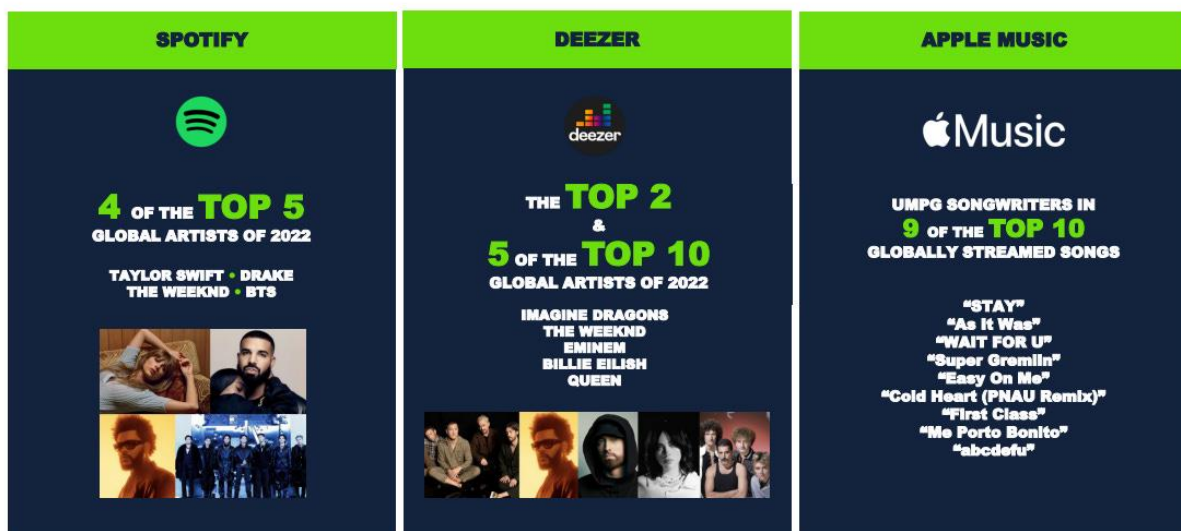 SPOTIFY
4 OF THE TOP 5
GLOBAL ARTISTS OF 2022
TAYLOR SWIFT • DRAKE
THE WEEKND • BTS
DEEZER
deezer
THE TOP 2
&
5 OF THE TOP 10
GLOBAL ARTISTS OF 2022
IMAGINE DRAGONS
THE WEEKND
EMINEM
BILLIE EILISH
QUEEN
APPLE MUSIC
Music
UMPG SONGWRITERS IN
9 OF THE TOP 10
GLOBALLY STREAMED SONGS
“STAY”
“As It Was”
“WAIT FOR U”
“Super Gremlin”
“Easy On Me”
“Cold Heart (PNAU Remix)”
“First Class”
“Me Porto Bonito”
“abcdefu”